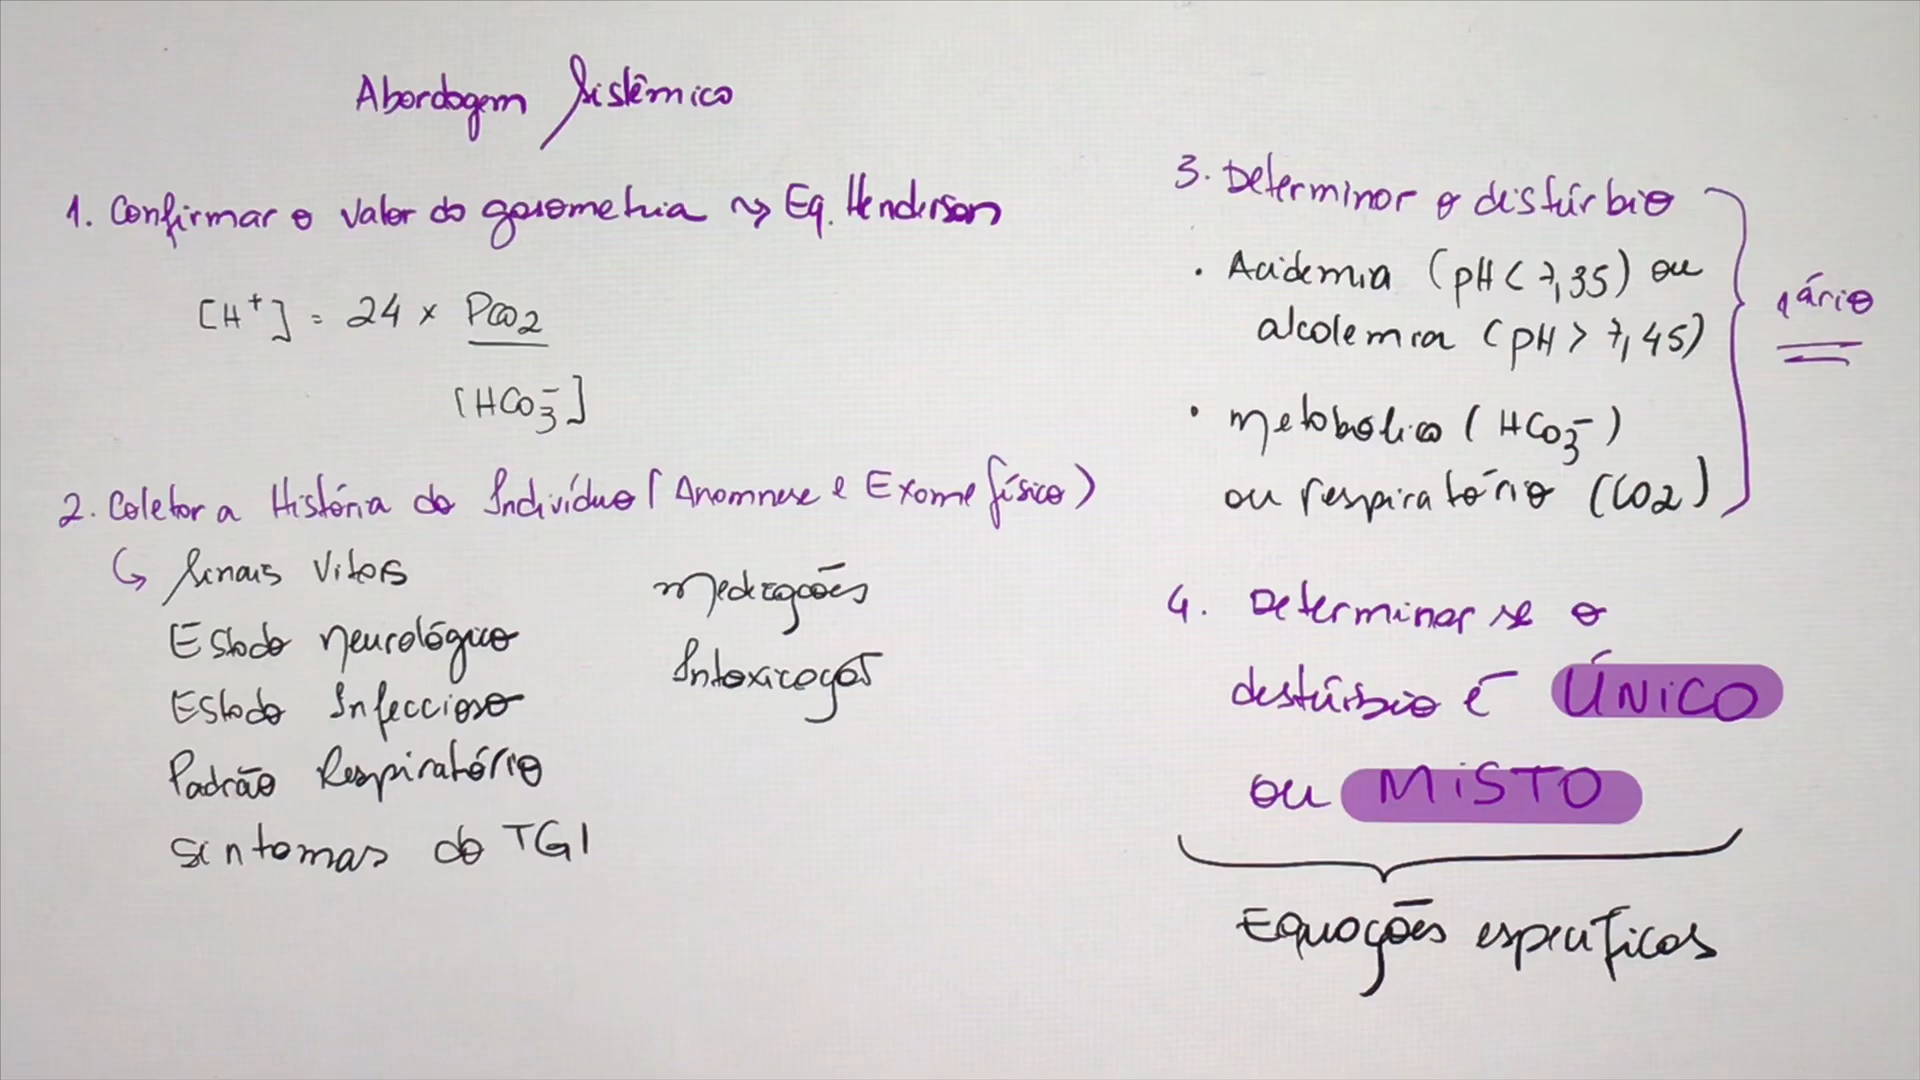 Abordagem Sistêmica
1. Confirmar o valor da gasometria ~> Eq. Henderson
[H+] = 24 x PCO2
[HCO3-]
2. Coletar a História do Indivíduo (Anamnese e Exame físico)
↳ Sinais Vitais
Estado neurológico
Estado Infeccioso
Padrão Respiratório
Sintomas do TGI
Medicações
Intoxicação
3. Determinar o distúrbio
• Acidemia (pH < 7,35) ou
alcalemia (pH > 7,45)
• metabólico (HCO3-)
ou respiratório (CO2)
1ário
4. Determinar se o
distúrbio é ÚNICO
ou MISTO
Equações específicas